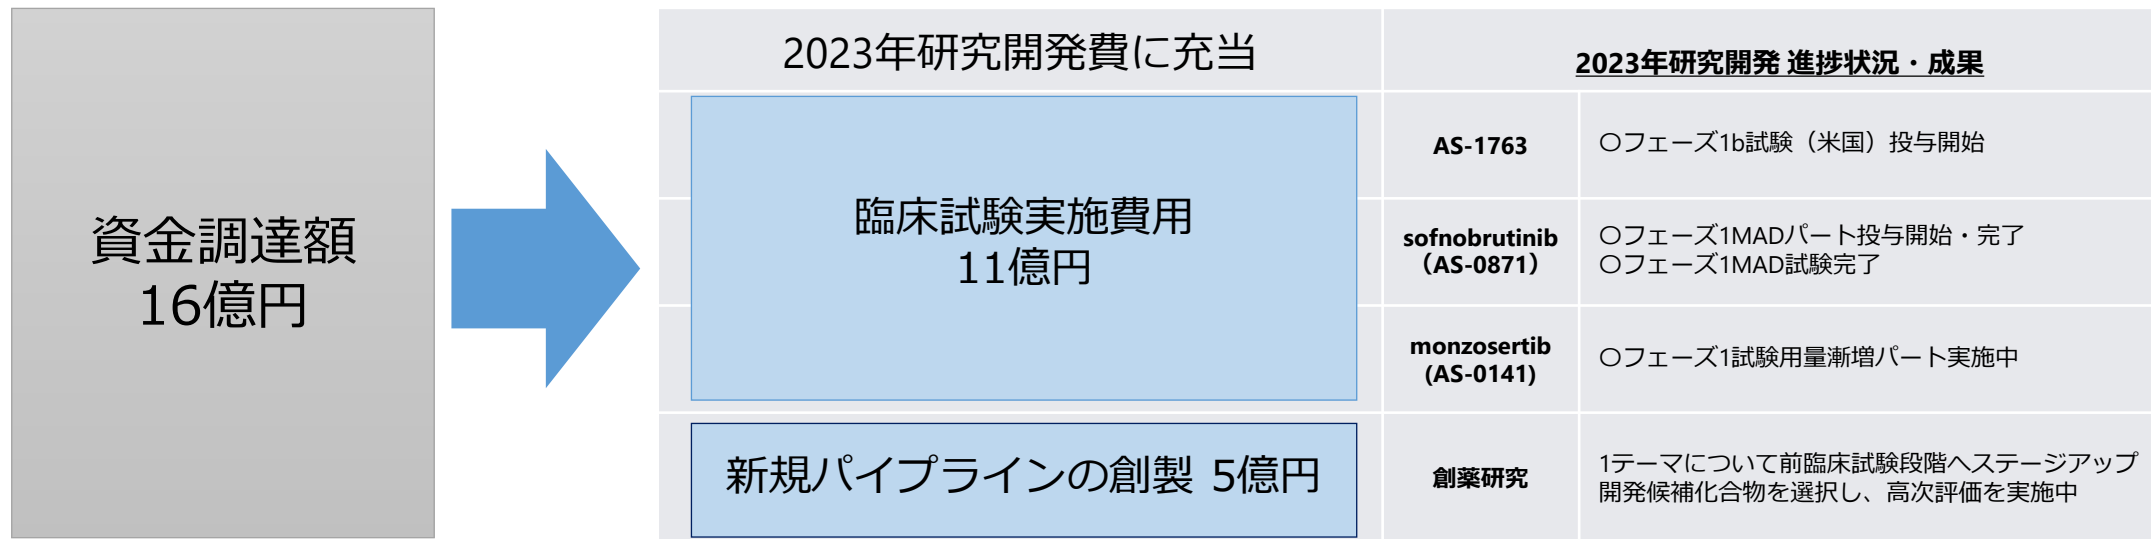 資金調達額
16億円
2023年研究開発費に充当
2023年研究開発 進捗状況・成果
臨床試験実施費用
11億円
AS-1763
〇フェーズ1b試験（米国）投与開始
sofnobrutinib
（AS-0871）
〇フェーズ1MADパート投与開始・完了
〇フェーズ1MAD試験完了
monzosertib
(AS-0141)
〇フェーズ1試験用量漸増パート実施中
新規パイプラインの創製 5億円
創薬研究
1テーマについて前臨床試験段階へステージアップ
開発候補化合物を選択し、高次評価を実施中